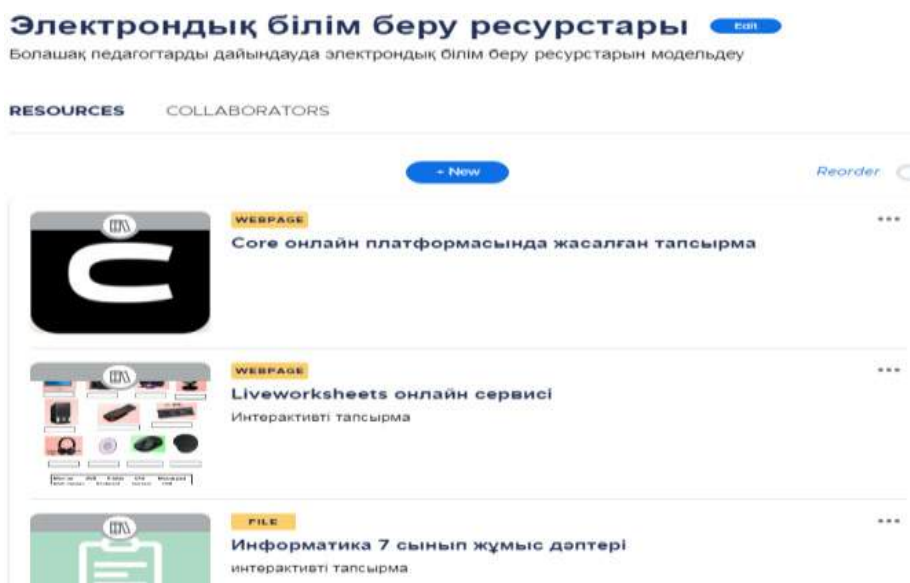 Электрондық білім беру ресурстары Edit
Болашақ педагогтарды дайындауда электрондық білім беру ресурстарын модельдеу
RESOURCES COLLABORATORS
+ New Reorder
WEBPAGE
Core онлайн платформасында жасалған тапсырма
WEBPAGE
Liveworksheets онлайн сервисі
Интерактивті тапсырма
FILE
Информатика 7 сынып жұмыс дәптері
интерактивті тапсырма